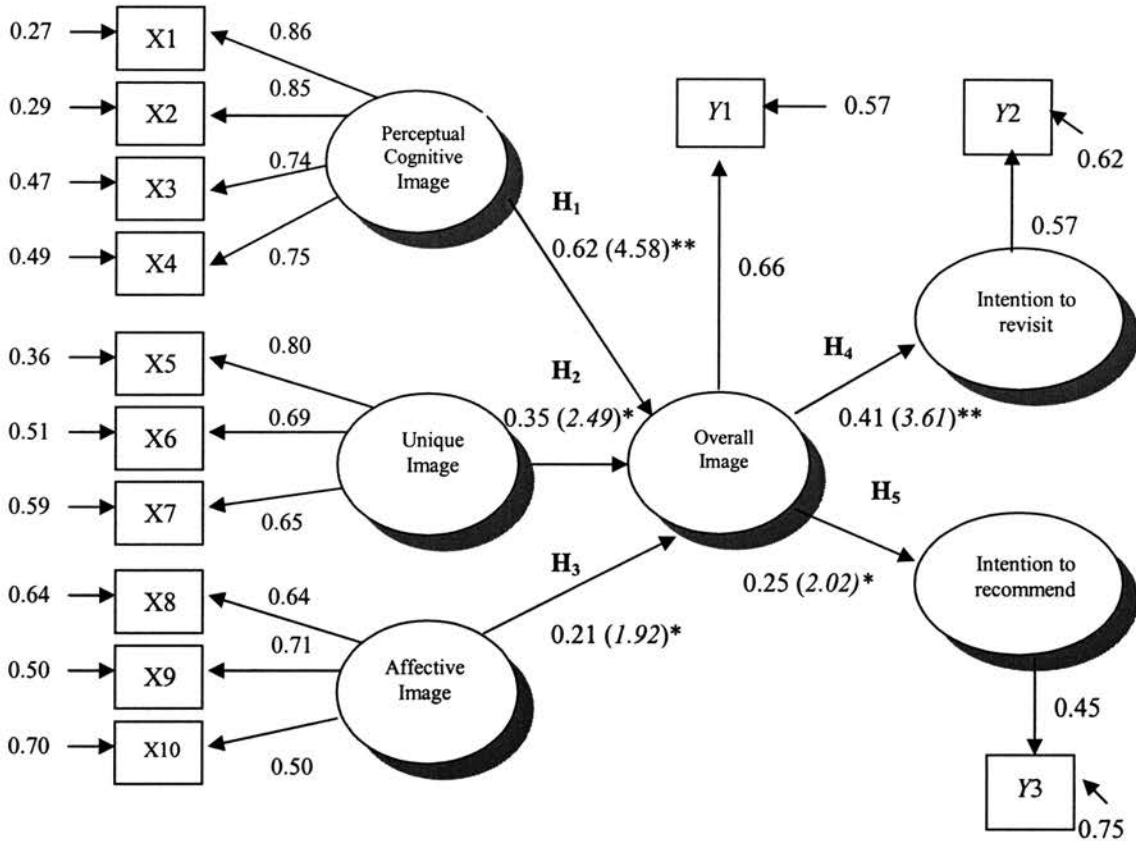 0.27
X1
0.86
0.29
X2
0.85
0.47
X3
0.74
0.49
X4
0.75
Perceptual
Cognitive
Image
H₁
0.62 (4.58)**
0.36
X5
0.80
0.51
X6
0.69
0.59
X7
0.65
Unique
Image
H₂
0.35 (2.49)*
0.64
X8
0.64
0.50
X9
0.71
0.70
X10
0.50
Affective
Image
H₃
0.21 (1.92)*
Y1
0.57
0.66
Overall
Image
H₄
0.41 (3.61)**
H₅
0.25 (2.02)*
Y2
0.62
0.57
Intention to
revisit
Intention to
recommend
0.45
Y3
0.75